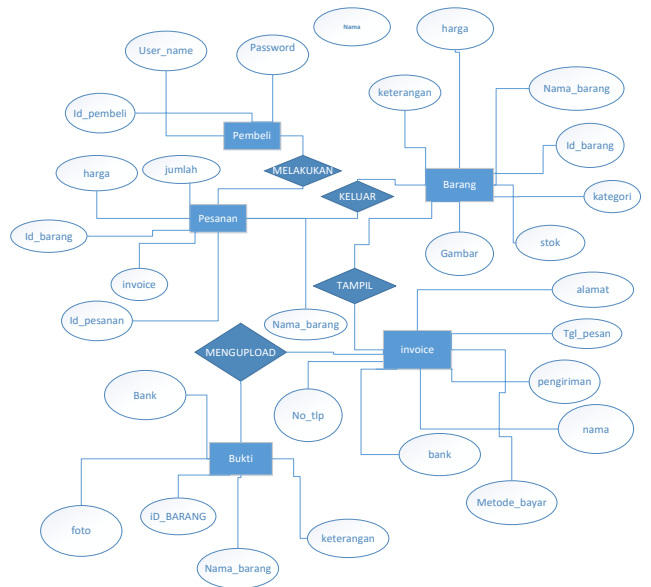 Nama
harga
User_name
Password
keterangan
Nama_barang
Id_pembeli
Pembeli
Id_barang
MELAKUKAN
harga
jumlah
KELUAR
Barang
kategori
Pesanan
Id_barang
Gambar
stok
invoice
TAMPIL
alamat
Id_pesanan
Nama_barang
Tgl_pesan
MENGUPLOAD
invoice
pengiriman
Bank
No_tlp
nama
Bukti
bank
Metode_bayar
foto
iD_BARANG
keterangan
Nama_barang